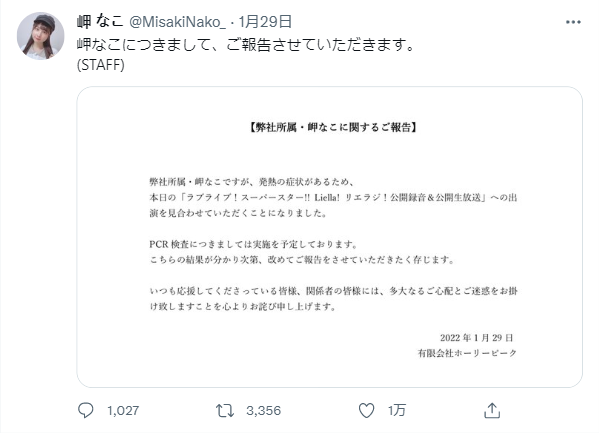 岬 なこ @MisakiNako_ · 1月29日
岬なこにつきまして、ご報告させていただきます。
(STAFF)
【弊社所属・岬なこに関するご報告】
弊社所属・岬なこですが、発熱の症状があるため、
本日の「ラブライブ！スーパースター!! Liella! リエラジ！公開録音＆公開生放送」への出
演を見合わせていただくことになりました。
PCR 検査につきましては実施を予定しております。
こちらの結果が分かり次第、改めてご報告をさせていただきたく存じます。
いつも応援してくださっている皆様、関係者の皆様には、多大なるご心配とご迷惑をお掛
け致しますことを心よりお詫び申し上げます。
2022 年 1 月 29 日
有限会社ホーリーピーク
1,027 3,356 1万